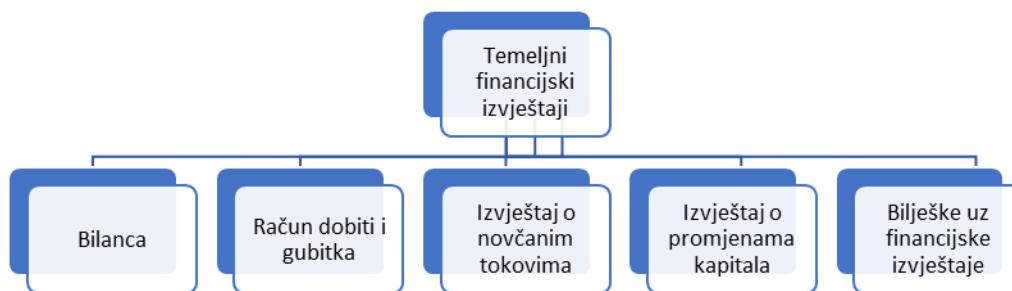 Temeljni
financijski
izvještaji
Bilanca
Račun dobiti i
gubitka
Izvještaj o
novčanim
tokovima
Izvještaj o
promjenama
kapitala
Bilješke uz
financijske
izvještaje